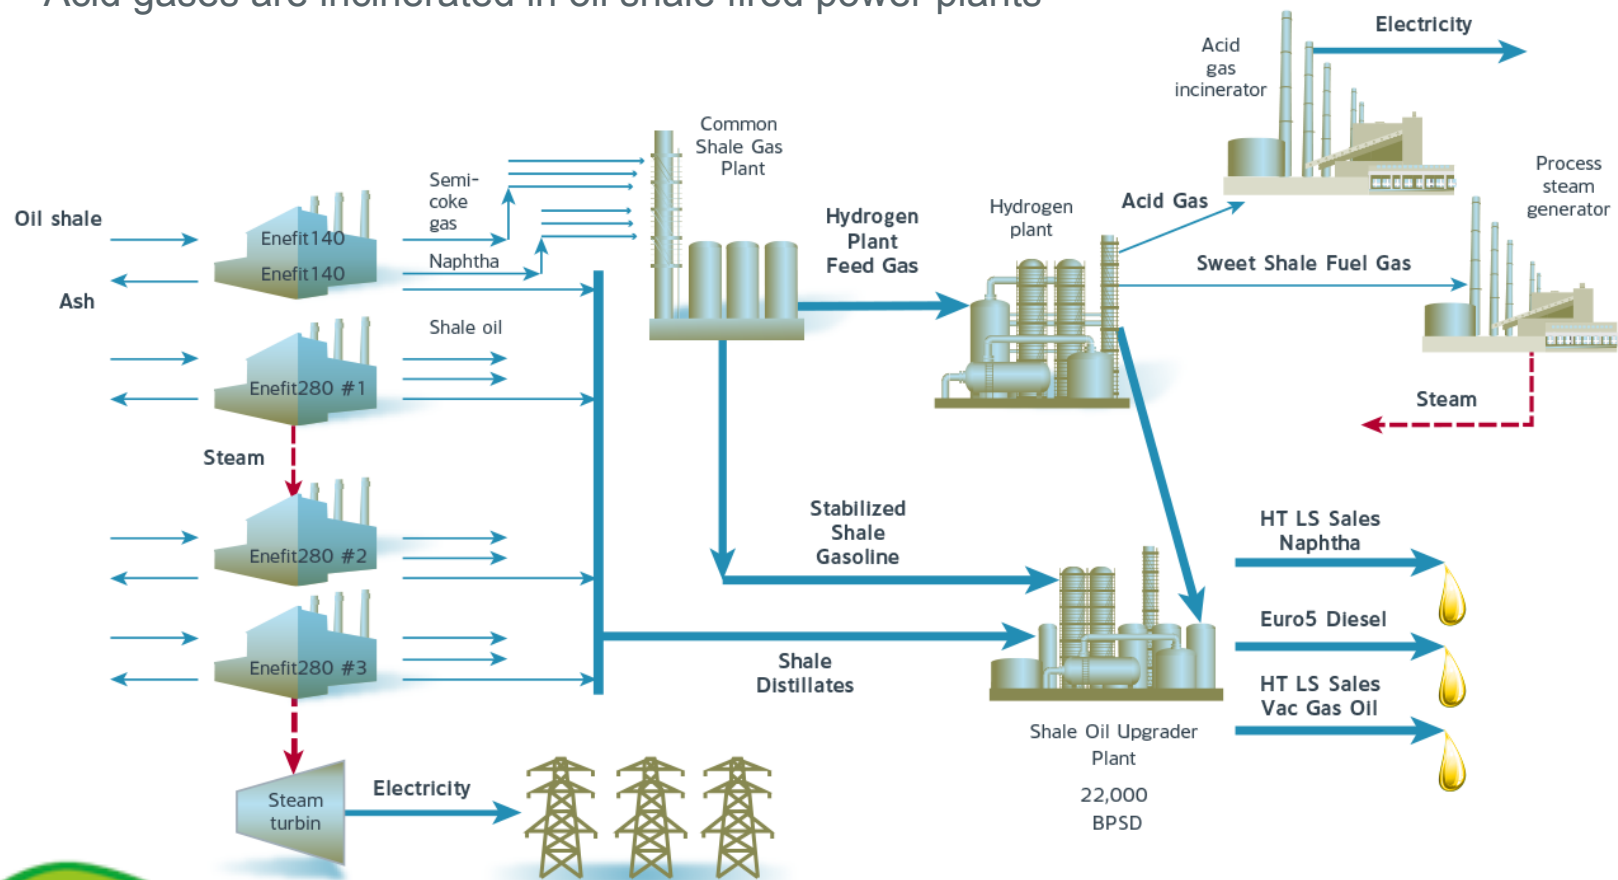 Acid gases are incinerated in oil shale fired power plants
Electricity
Acid
gas
incinerator
Common
Shale Gas
Plant
Process
steam
generator
Semi-
coke
gas
Oil shale
Enefit140
Hydrogen
Plant
Feed Gas
Hydrogen
plant
Acid Gas
Naphtha
Enefit140
Sweet Shale Fuel Gas
Ash
Shale oil
Enefit280 #1
Steam
Steam
Stabilized
Shale
Gasoline
HT LS Sales
Naphtha
Enefit280 #2
Euro5 Diesel
Enefit280 #3
Shale
Distillates
HT LS Sales
Vac Gas Oil
Shale Oil Upgrader
Plant
22,000
BPSD
Electricity
Steam
turbin